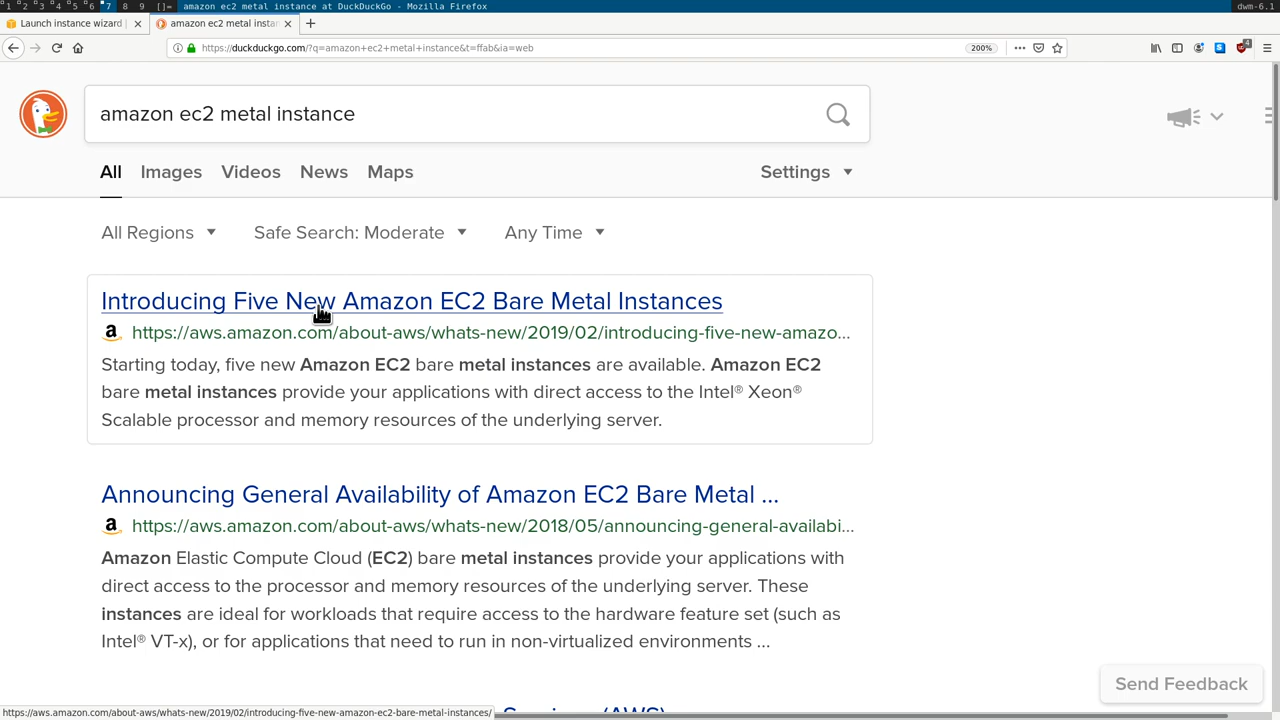 1 2 3 4 5 6 7 8 9 []= amazon ec2 metal instance at DuckDuckGo - Mozilla Firefox dwm-6.1
Launch instance wizard
amazon ec2 metal instan
https://duckduckgo.com/?q=amazon+ec2+metal+instance&t=ffab&ia=web 200%
amazon ec2 metal instance
All Images Videos News Maps Settings
All Regions Safe Search: Moderate Any Time
Introducing Five New Amazon EC2 Bare Metal Instances
https://aws.amazon.com/about-aws/whats-new/2019/02/introducing-five-new-amazo...
Starting today, five new Amazon EC2 bare metal instances are available. Amazon EC2
bare metal instances provide your applications with direct access to the Intel® Xeon®
Scalable processor and memory resources of the underlying server.
Announcing General Availability of Amazon EC2 Bare Metal ...
https://aws.amazon.com/about-aws/whats-new/2018/05/announcing-general-availabi...
Amazon Elastic Compute Cloud (EC2) bare metal instances provide your applications with
direct access to the processor and memory resources of the underlying server. These
instances are ideal for workloads that require access to the hardware feature set (such as
Intel® VT-x), or for applications that need to run in non-virtualized environments ...
Send Feedback
https://aws.amazon.com/about-aws/whats-new/2019/02/introducing-five-new-amazon-ec2-bare-metal-instances/
(AWS)